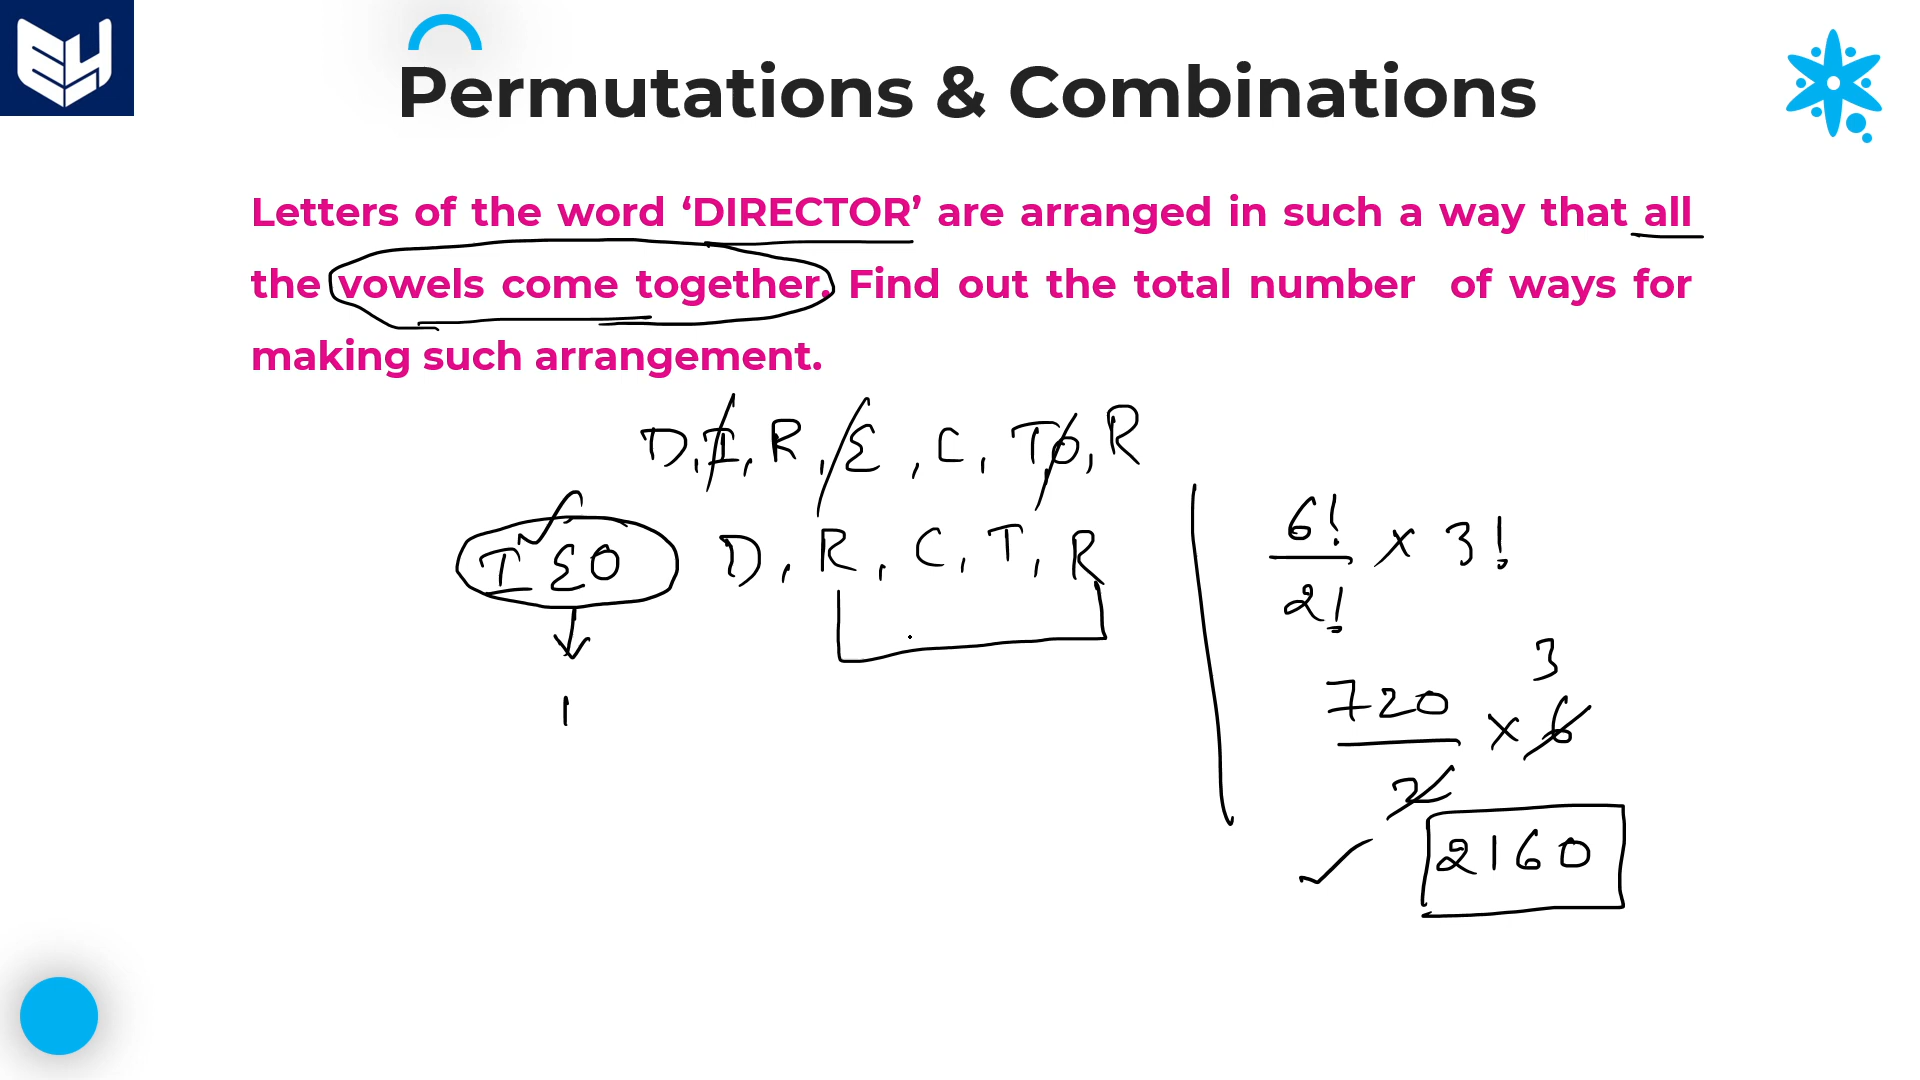 Permutations & Combinations
Letters of the word ‘DIRECTOR’ are arranged in such a way that all
the vowels come together. Find out the total number of ways for
making such arrangement.
D, I, R, E, C, T, O, R
I E O D, R, C, T, R
1
6!
2!
× 3!
720
2
× 6
3
2160